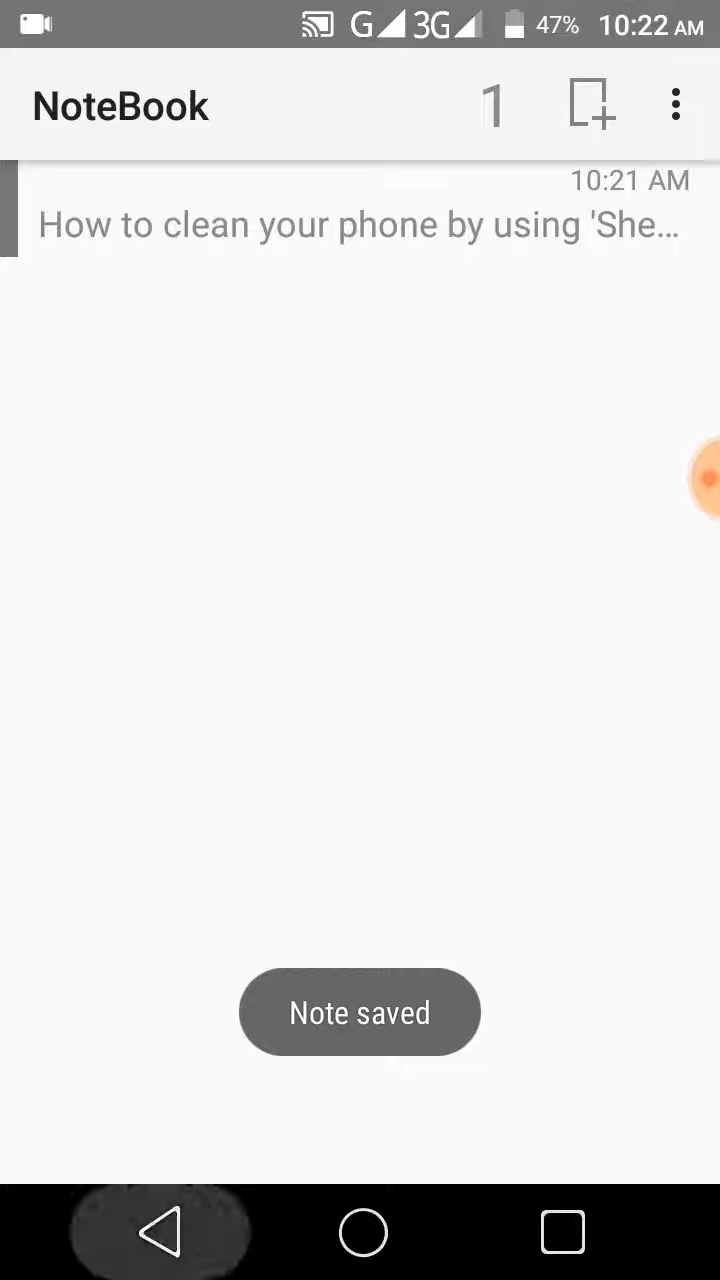 G 3G 47% 10:22 AM
NoteBook 1
10:21 AM
How to clean your phone by using 'She...
Note saved